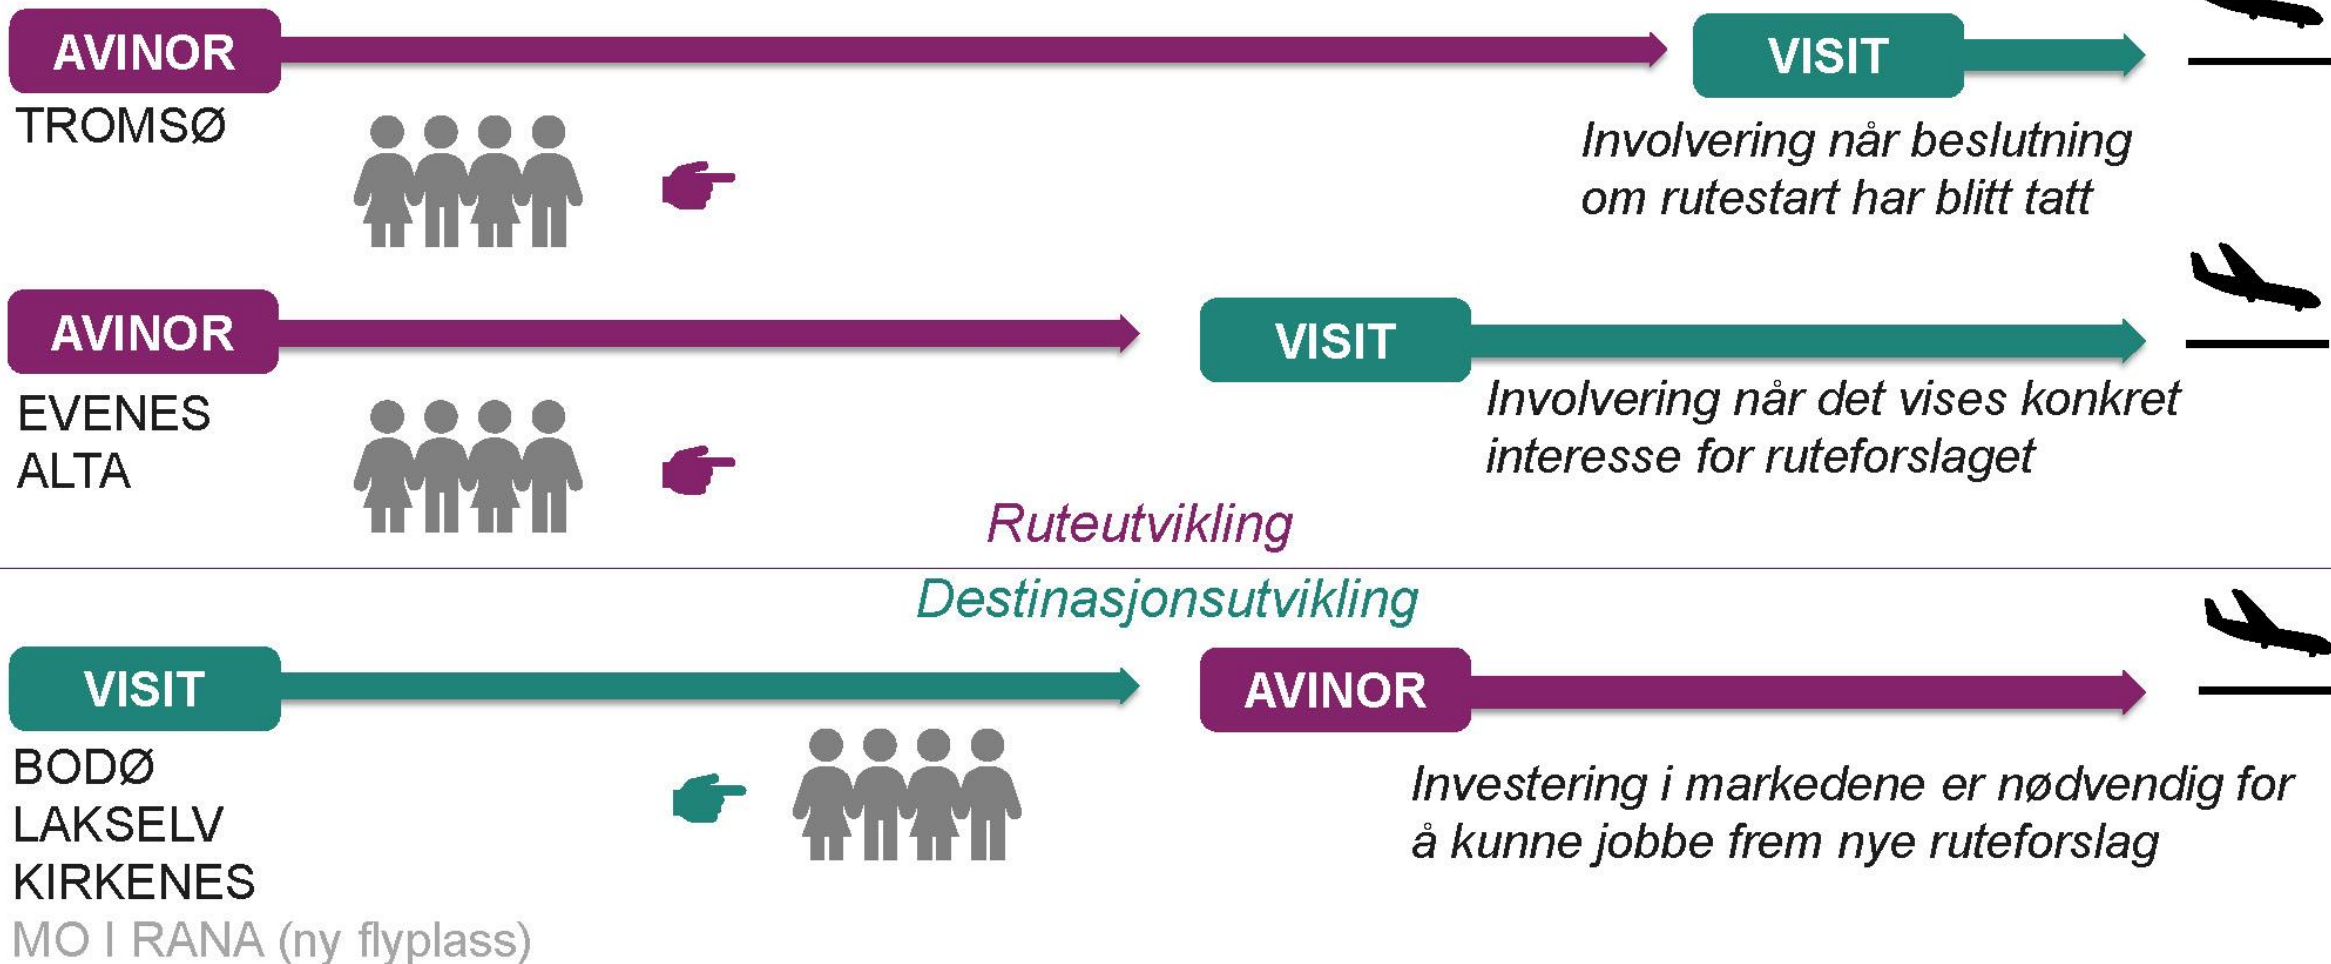 AVINOR
VISIT
TROMSØ
Involvering når beslutning
om rutestart har blitt tatt
AVINOR
VISIT
EVENES
ALTA
Involvering når det vises konkret
interesse for ruteforslaget
Ruteutvikling
Destinasjonsutvikling
VISIT
AVINOR
BODØ
LAKSELV
KIRKENES
MO I RANA (ny flyplass)
Investering i markedene er nødvendig for
å kunne jobbe frem nye ruteforslag